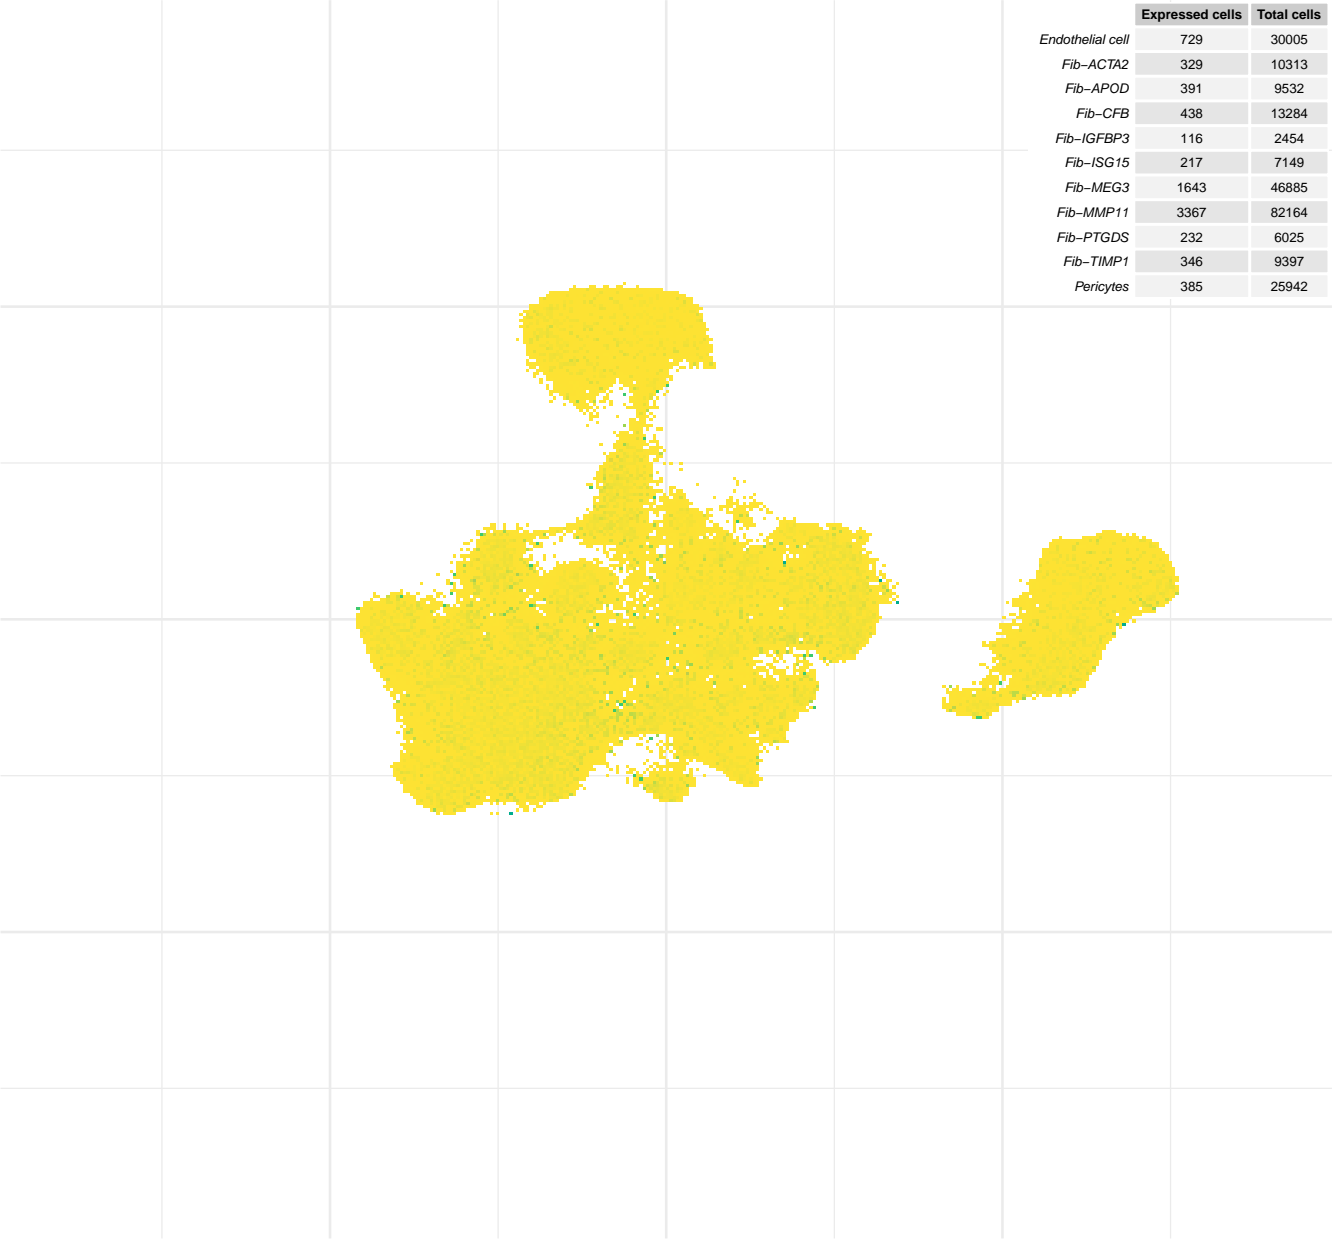 Expressed cells Total cells
Endothelial cell 729 30005
Fib−ACTA2 329 10313
Fib−APOD 391 9532
Fib−CFB 438 13284
Fib−IGFBP3 116 2454
Fib−ISG15 217 7149
Fib−MEG3 1643 46885
Fib−MMP11 3367 82164
Fib−PTGDS 232 6025
Fib−TIMP1 346 9397
Pericytes 385 25942